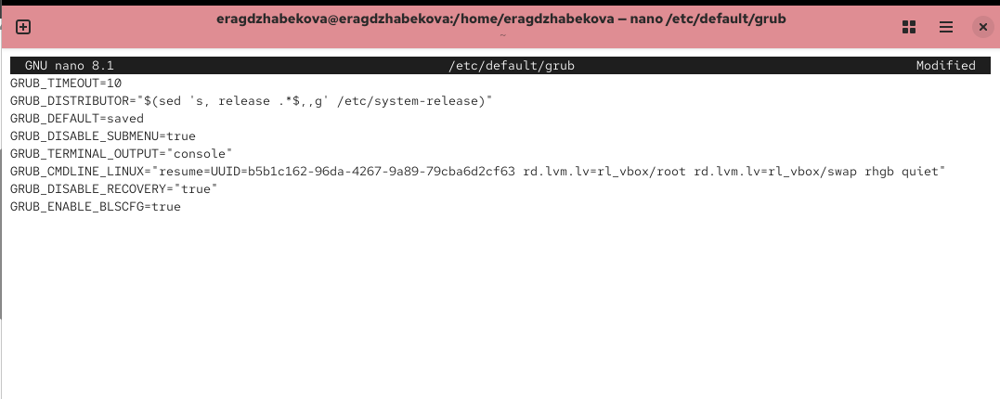 eragdzhabekova@eragdzhabekova:/home/eragdzhabekova — nano /etc/default/grub
~
GNU nano 8.1 /etc/default/grub Modified
GRUB_TIMEOUT=10
GRUB_DISTRIBUTOR="$(sed 's, release .*$,,g' /etc/system-release)"
GRUB_DEFAULT=saved
GRUB_DISABLE_SUBMENU=true
GRUB_TERMINAL_OUTPUT="console"
GRUB_CMDLINE_LINUX="resume=UUID=b5b1c162-96da-4267-9a89-79cba6d2cf63 rd.lvm.lv=rl_vbox/root rd.lvm.lv=rl_vbox/swap rhgb quiet"
GRUB_DISABLE_RECOVERY="true"
GRUB_ENABLE_BLSCFG=true